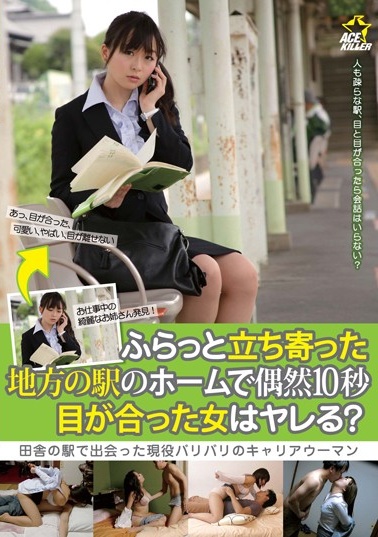 ACE
KILLER
人も疎らな駅、目と目が合ったら会話はいらない?
あっ、目が合った、
可愛い、やばい、目が離せない
お仕事中の
綺麗なお姉さん発見!
ふらっと立ち寄った
地方の駅のホームで偶然10秒
目が合った女はヤレる?
田舎の駅で出会った現役バリバリのキャリアウーマン